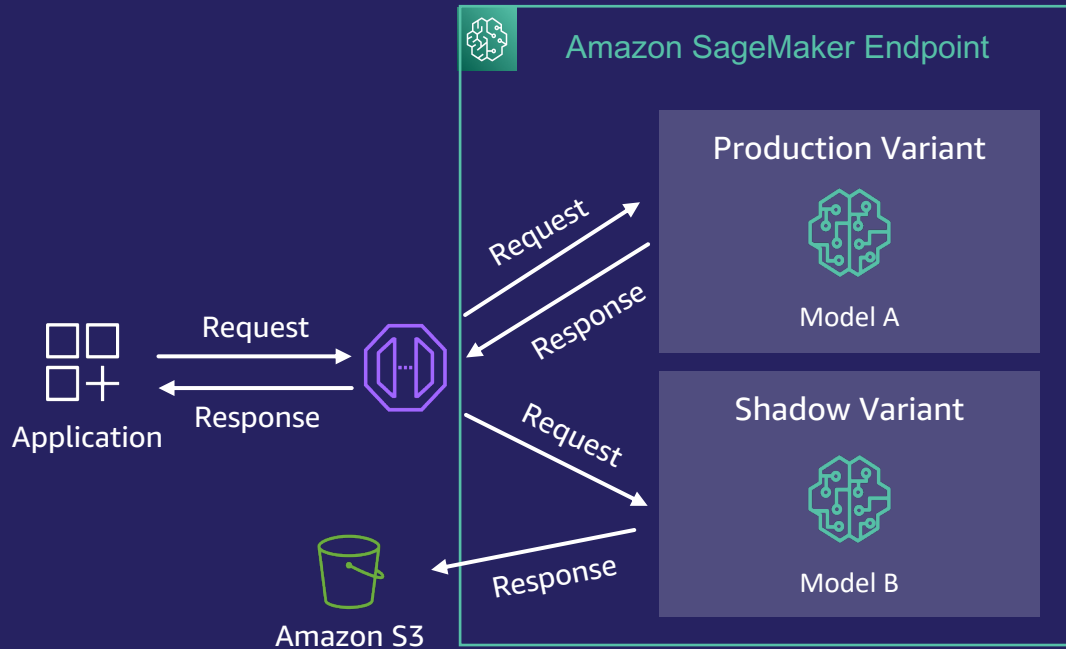 Amazon SageMaker Endpoint
Production Variant
Request
Response
Model A
Request
Response
Application
Shadow Variant
Request
Response
Model B
Amazon S3